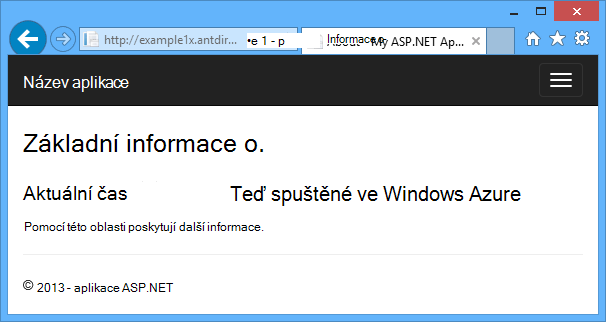 http://example1x.antdir...
•e 1 - p
Informace o-
My ASP.NET Ap...
Název aplikace
Základní informace o.
Aktuální čas
Teď spuštěné ve Windows Azure
Pomocí této oblasti poskytují další informace.
© 2013 - aplikace ASP.NET